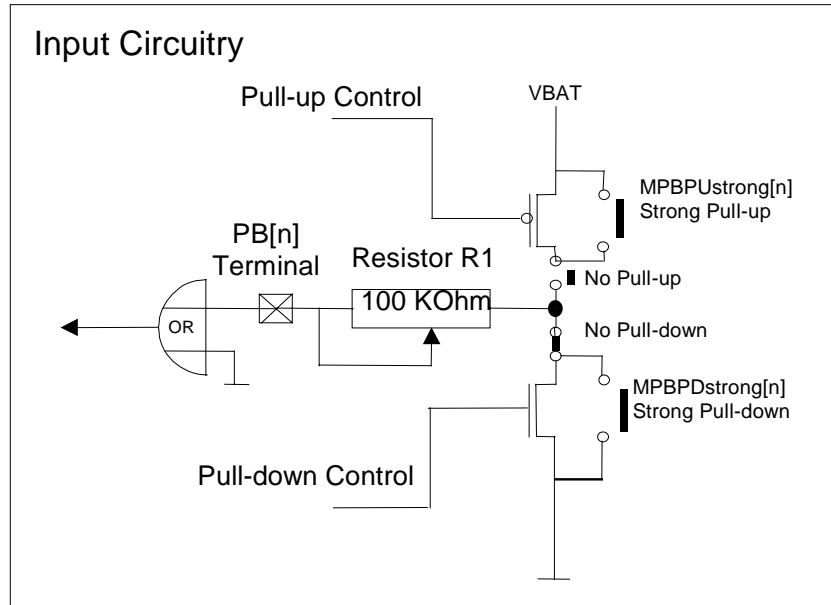 Input Circuitry
Pull-up Control
VBAT
MPBPUstrong[n]
Strong Pull-up
PB[n]
Terminal
Resistor R1
No Pull-up
100 KOhm
OR
No Pull-down
MPBPDstrong[n]
Strong Pull-down
Pull-down Control